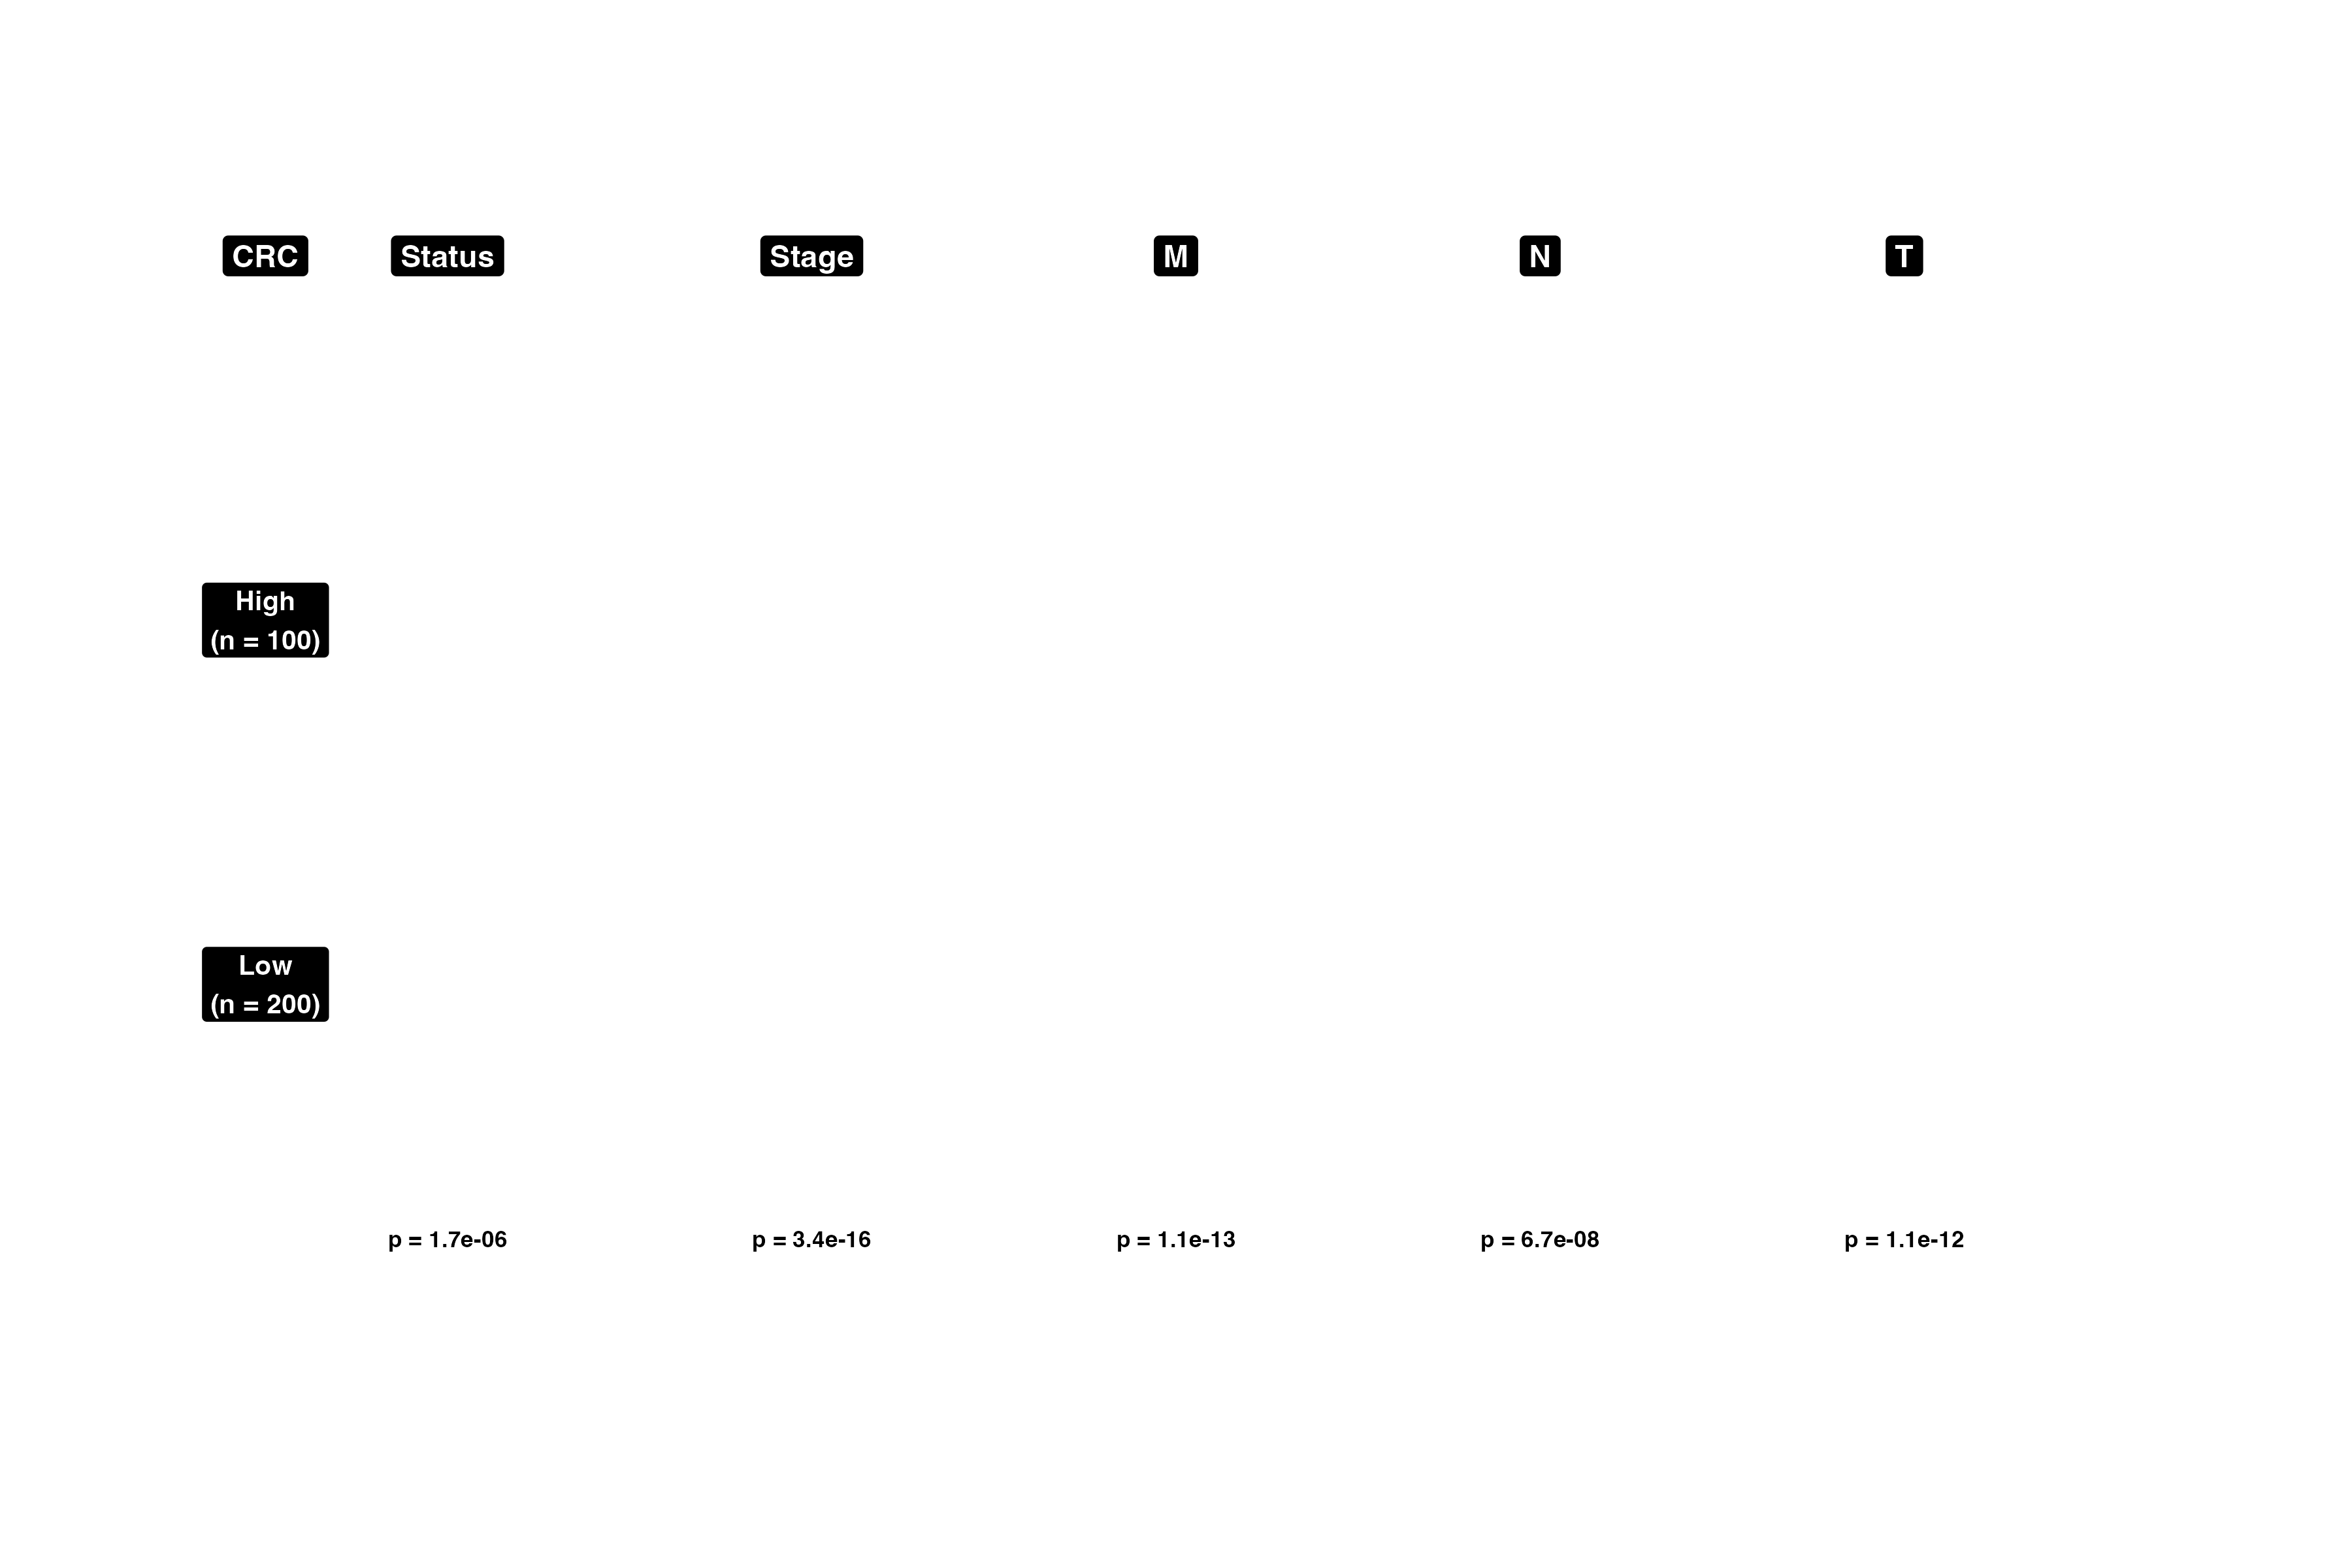 CRC Status Stage M N T
High
(n = 100)
Low
(n = 200)
p = 1.7e-06 p = 3.4e-16 p = 1.1e-13 p = 6.7e-08 p = 1.1e-12